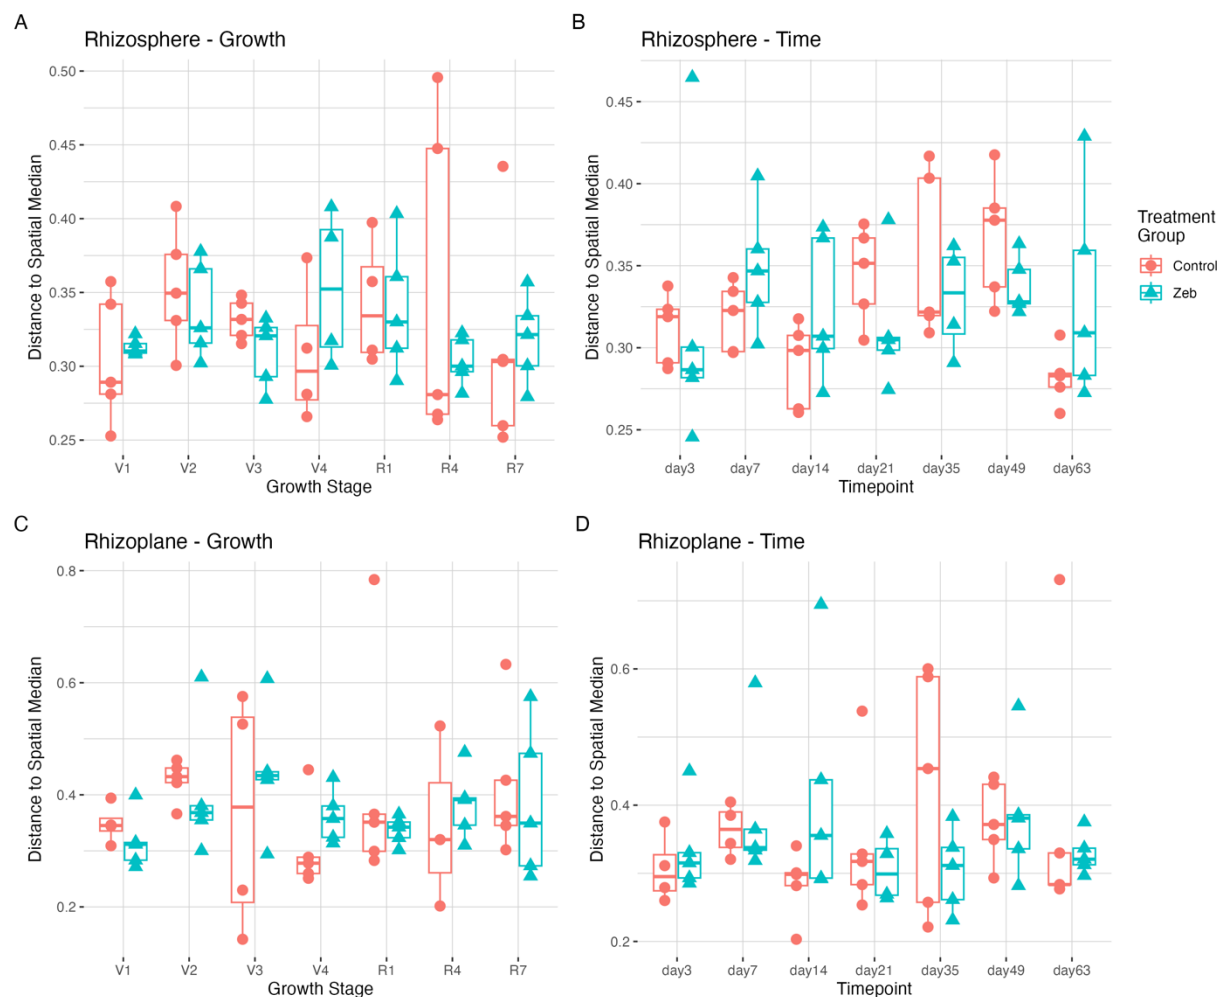 A
Rhizosphere - Growth
Distance to Spatial Median
0.50
0.45
0.40
0.35
0.30
0.25
V1 V2 V3 V4 R1 R4 R7
Growth Stage
B
Rhizosphere - Time
Distance to Spatial Median
0.45
0.40
0.35
0.30
0.25
day3 day7 day14 day21 day35 day49 day63
Timepoint
Treatment
Group
Control
Zeb
C
Rhizoplane - Growth
Distance to Spatial Median
0.8
0.6
0.4
0.2
V1 V2 V3 V4 R1 R4 R7
Growth Stage
D
Rhizoplane - Time
Distance to Spatial Median
0.6
0.4
0.2
day3 day7 day14 day21 day35 day49 day63
Timepoint